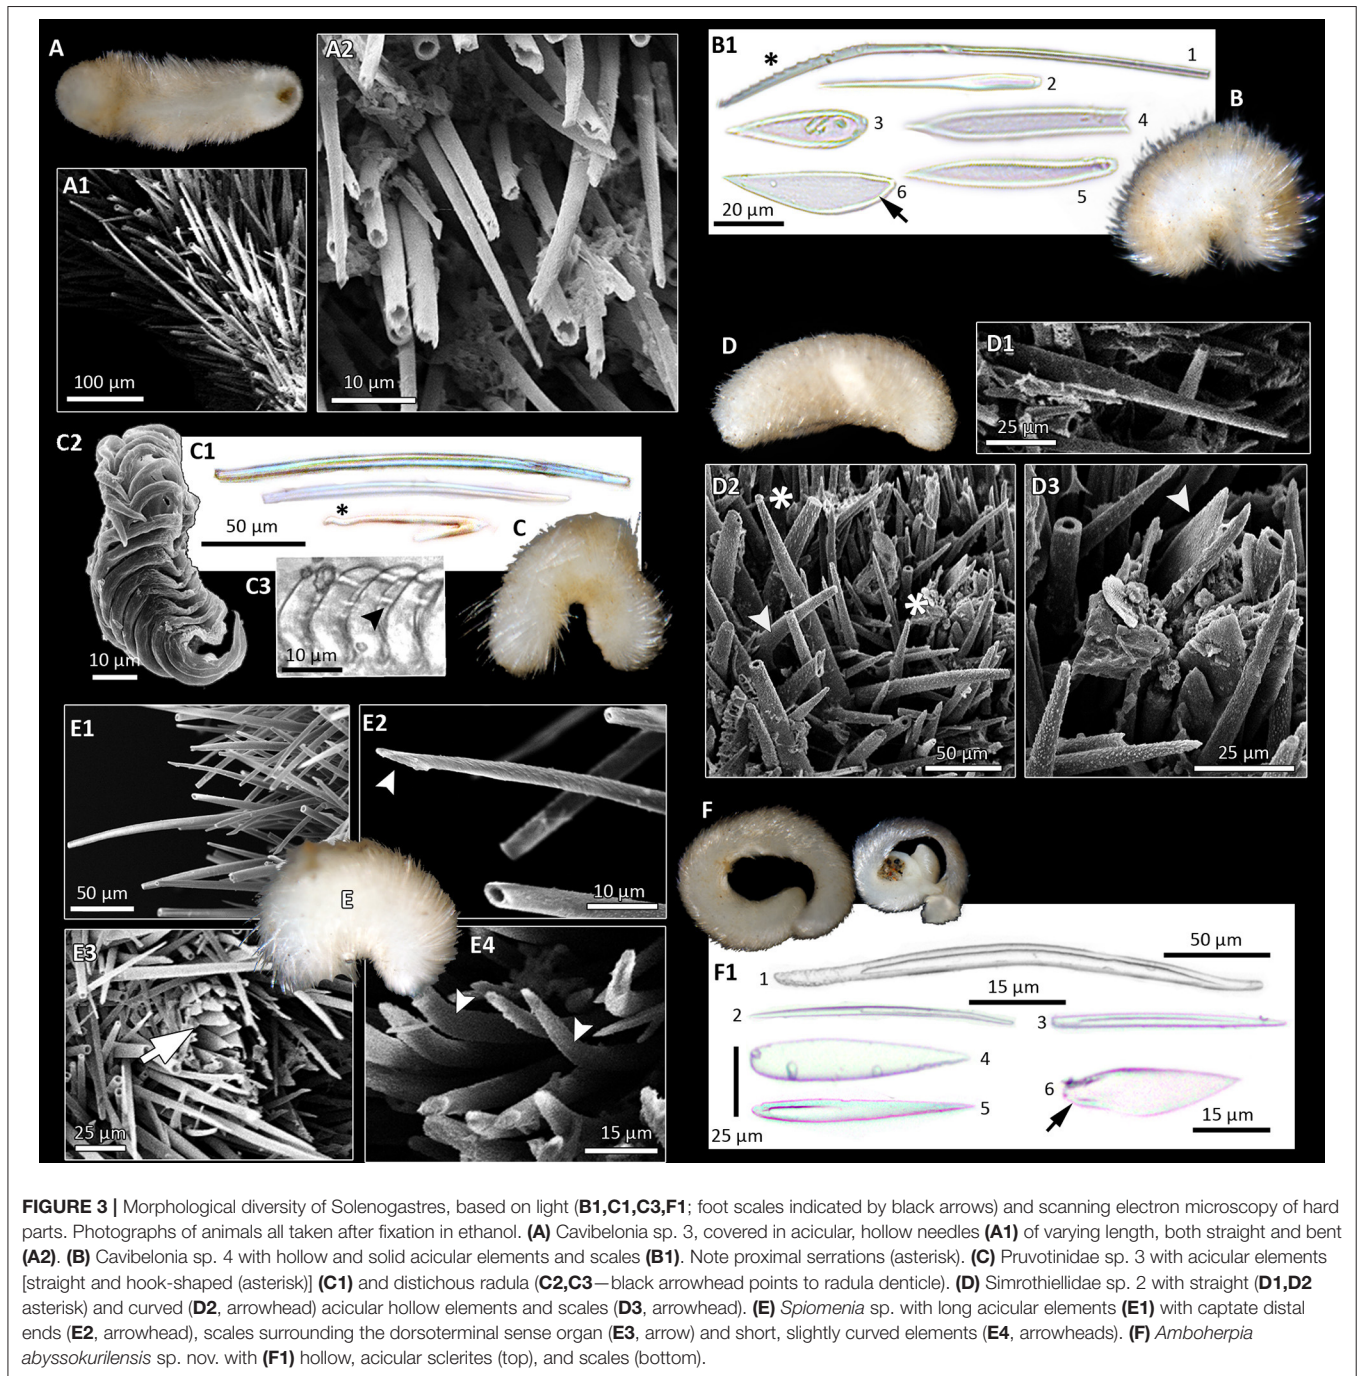 A
A2
A1
100 µm
10 µm
B1
*
1
2
3
4
5
6
20 µm
B
D
D1
25 µm
C2
C1
*
50 µm
C
C3
10 µm
10 µm
D2
*
*
50 µm
D3
25 µm
E1
50 µm
E2
10 µm
E
E3
25 µm
E4
15 µm
F
F1
50 µm
1
15 µm
2
3
4
5
6
25 µm
15 µm
FIGURE 3 | Morphological diversity of Solenogastres, based on light (B1,C1,C3,F1; foot scales indicated by black arrows) and scanning electron microscopy of hard
parts. Photographs of animals all taken after fixation in ethanol. (A) Cavibelonia sp. 3, covered in acicular, hollow needles (A1) of varying length, both straight and bent
(A2). (B) Cavibelonia sp. 4 with hollow and solid acicular elements and scales (B1). Note proximal serrations (asterisk). (C) Pruvotinidae sp. 3 with acicular elements
[straight and hook-shaped (asterisk)] (C1) and distichous radula (C2,C3—black arrowhead points to radula denticle). (D) Simrothiellidae sp. 2 with straight (D1,D2
asterisk) and curved (D2, arrowhead) acicular hollow elements and scales (D3, arrowhead). (E) Spiomenia sp. with long acicular elements (E1) with captate distal
ends (E2, arrowhead), scales surrounding the dorsoterminal sense organ (E3, arrow) and short, slightly curved elements (E4, arrowheads). (F) Amboherpia
abyssokurilensis sp. nov. with (F1) hollow, acicular sclerites (top), and scales (bottom).